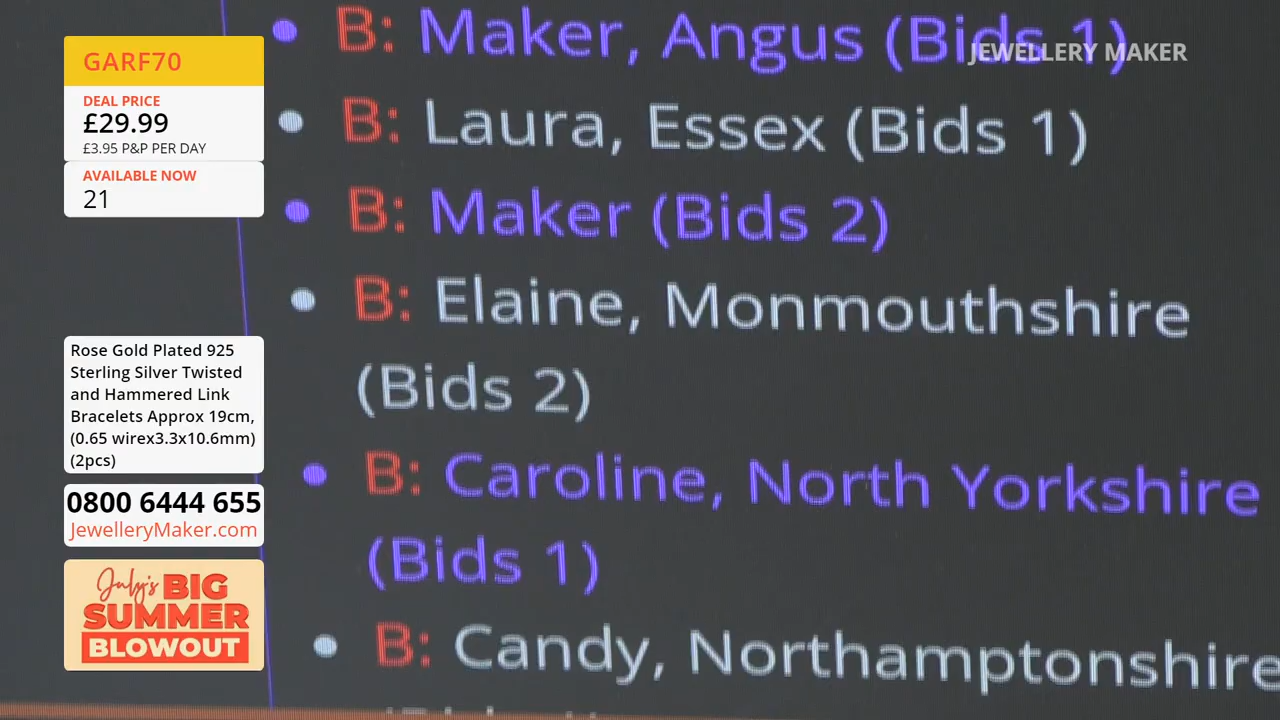 GARF70
DEAL PRICE
£29.99
£3.95 P&P PER DAY
AVAILABLE NOW
21
Rose Gold Plated 925
Sterling Silver Twisted
and Hammered Link
Bracelets Approx 19cm,
(0.65 wirex3.3x10.6mm)
(2pcs)
0800 6444 655
JewelleryMaker.com
July's BIG
SUMMER
BLOWOUT
JEWELLERY MAKER
B: Maker, Angus (Bids 1)
B: Laura, Essex (Bids 1)
B: Maker (Bids 2)
B: Elaine, Monmouthshire
(Bids 2)
B: Caroline, North Yorkshire
(Bids 1)
B: Candy, Northamptonshire